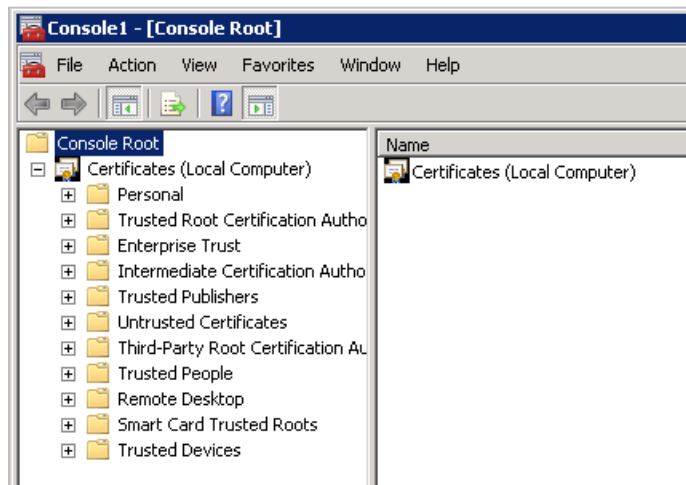 Console1 - [Console Root]
File Action View Favorites Window Help
Console Root
Certificates (Local Computer)
Personal
Trusted Root Certification Autho
Enterprise Trust
Intermediate Certification Autho
Trusted Publishers
Untrusted Certificates
Third-Party Root Certification Au
Trusted People
Remote Desktop
Smart Card Trusted Roots
Trusted Devices
Name
Certificates (Local Computer)